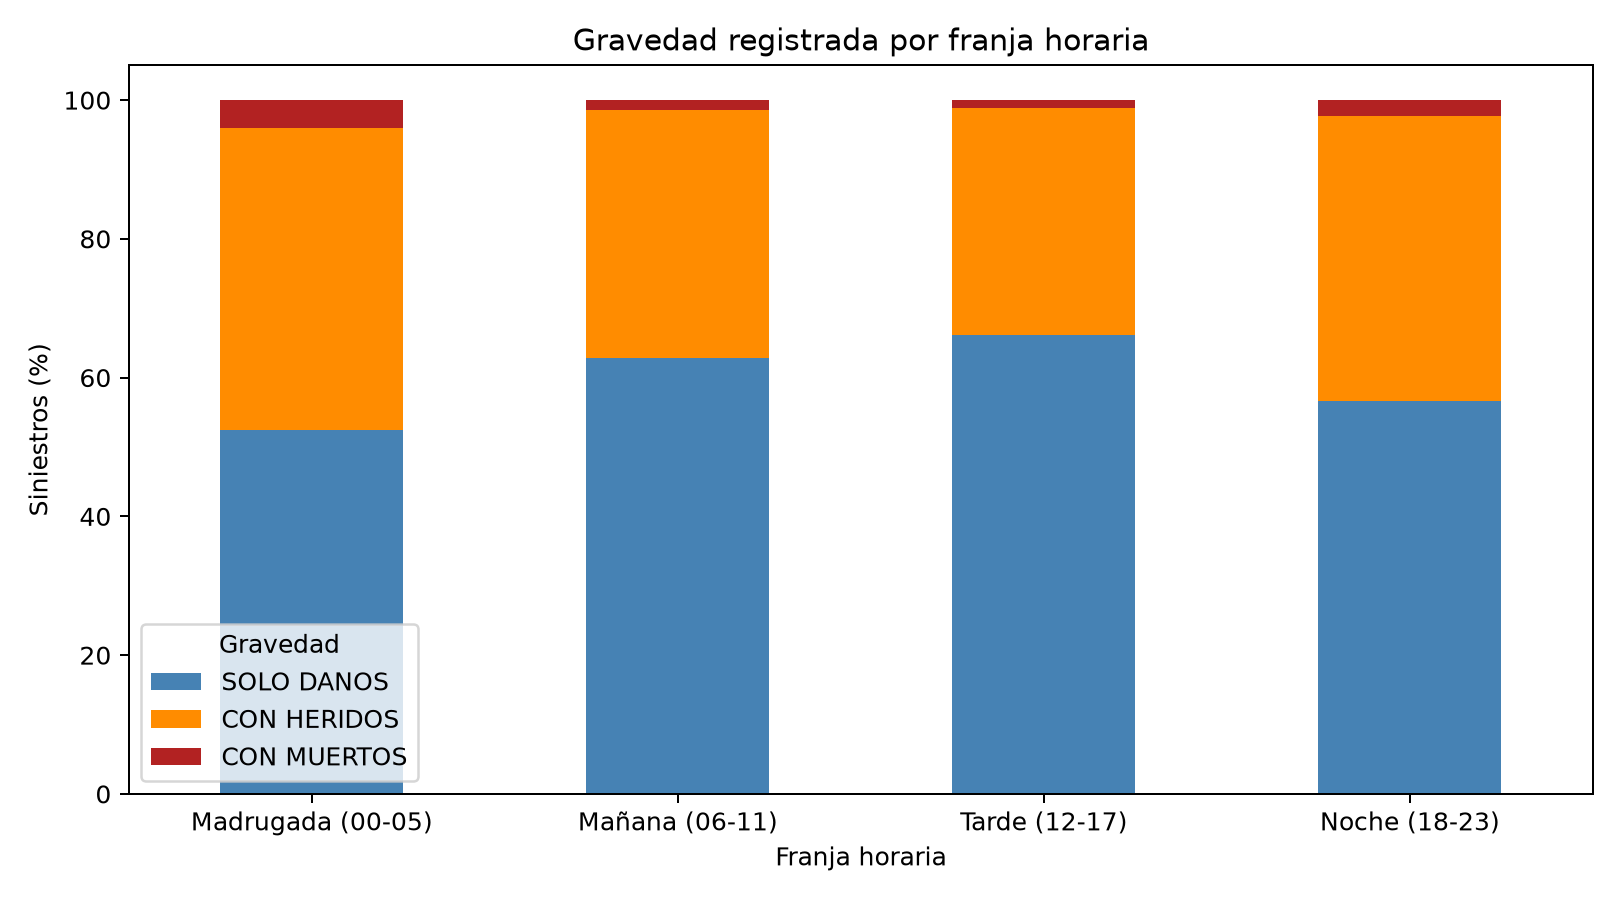 Gravedad registrada por franja horaria
Siniestros (%)
100
80
60
40
20
0
Gravedad
SOLO DANOS
CON HERIDOS
CON MUERTOS
Madrugada (00-05)
Mañana (06-11)
Tarde (12-17)
Noche (18-23)
Franja horaria